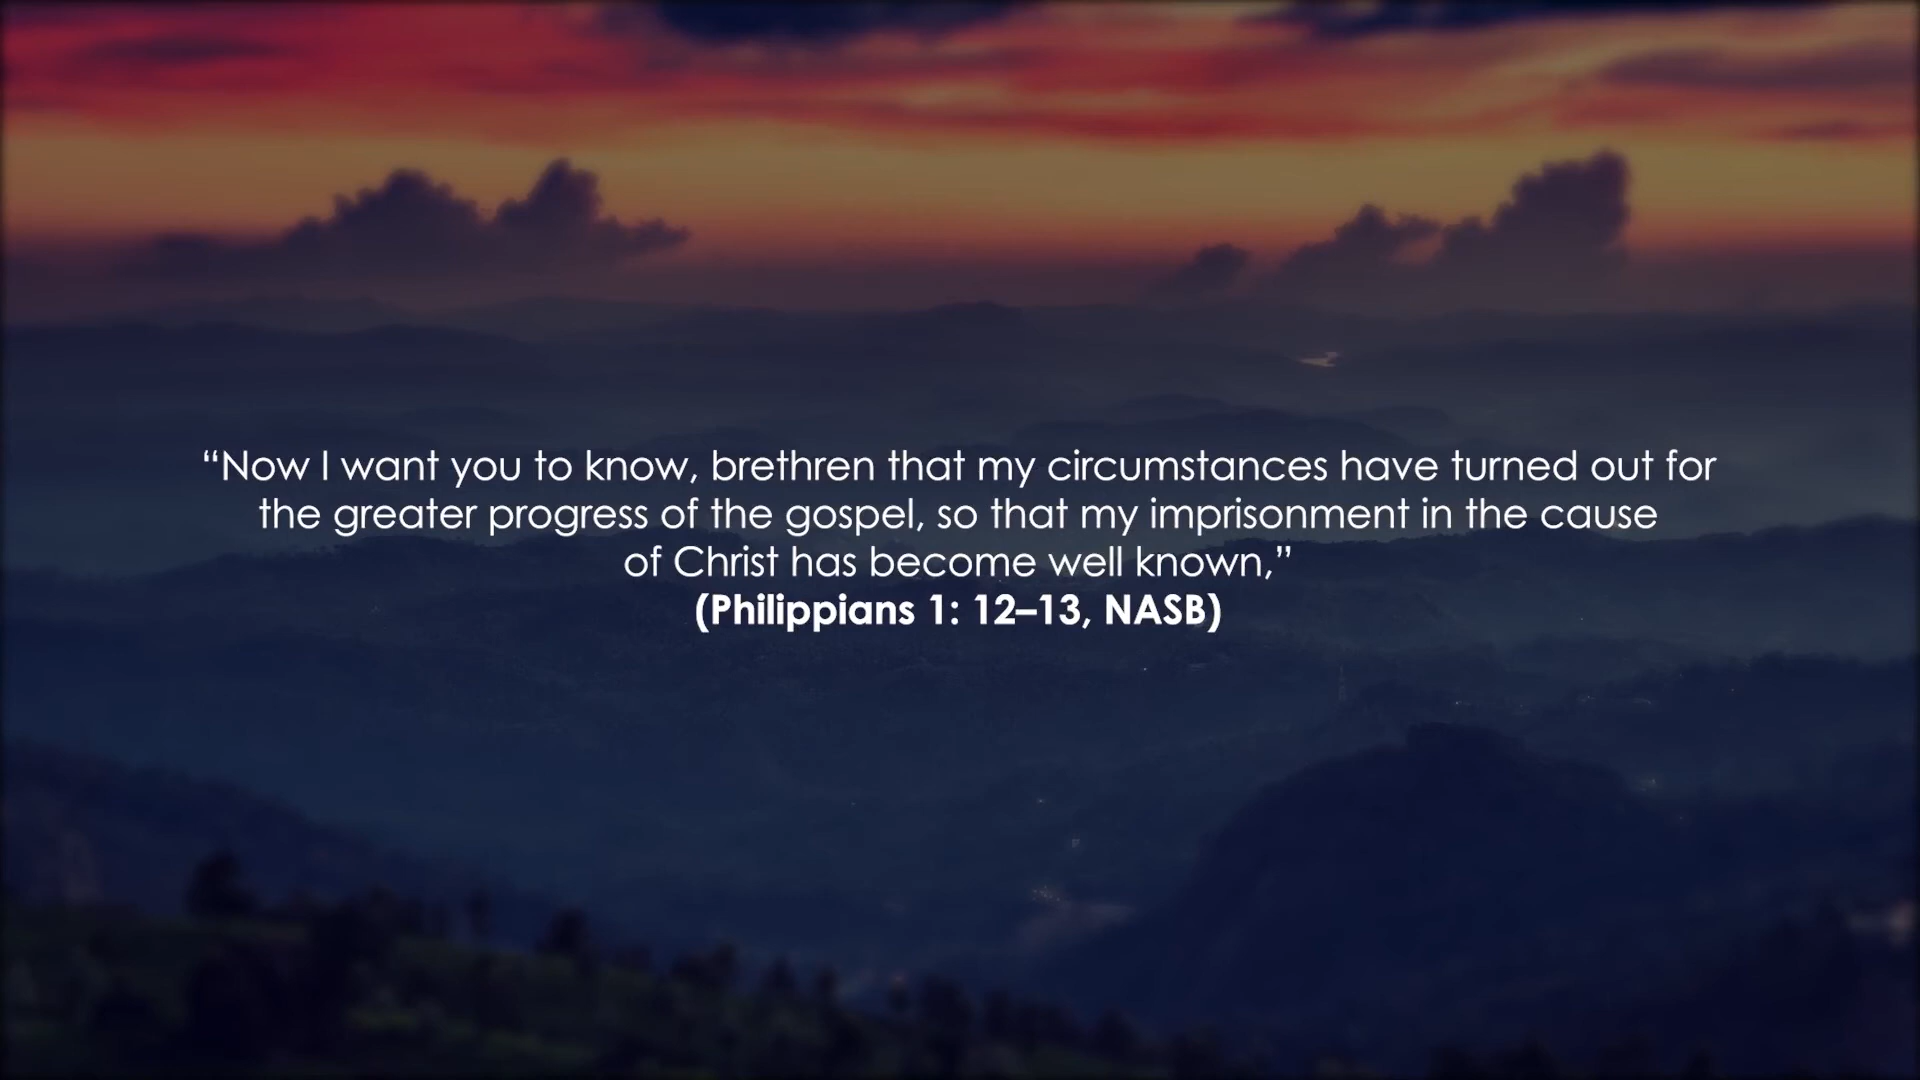 “Now I want you to know, brethren that my circumstances have turned out for
the greater progress of the gospel, so that my imprisonment in the cause
of Christ has become well known,”
(Philippians 1: 12–13, NASB)